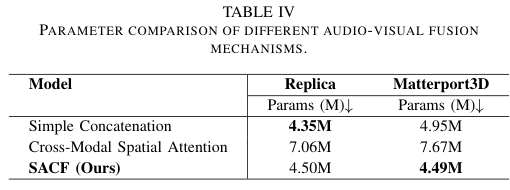 TABLE IV
PARAMETER COMPARISON OF DIFFERENT AUDIO-VISUAL FUSION
MECHANISMS.
Model Replica Matterport3D
Params (M)↓ Params (M)↓
Simple Concatenation 4.35M 4.95M
Cross-Modal Spatial Attention 7.06M 7.67M
SACF (Ours) 4.50M 4.49M